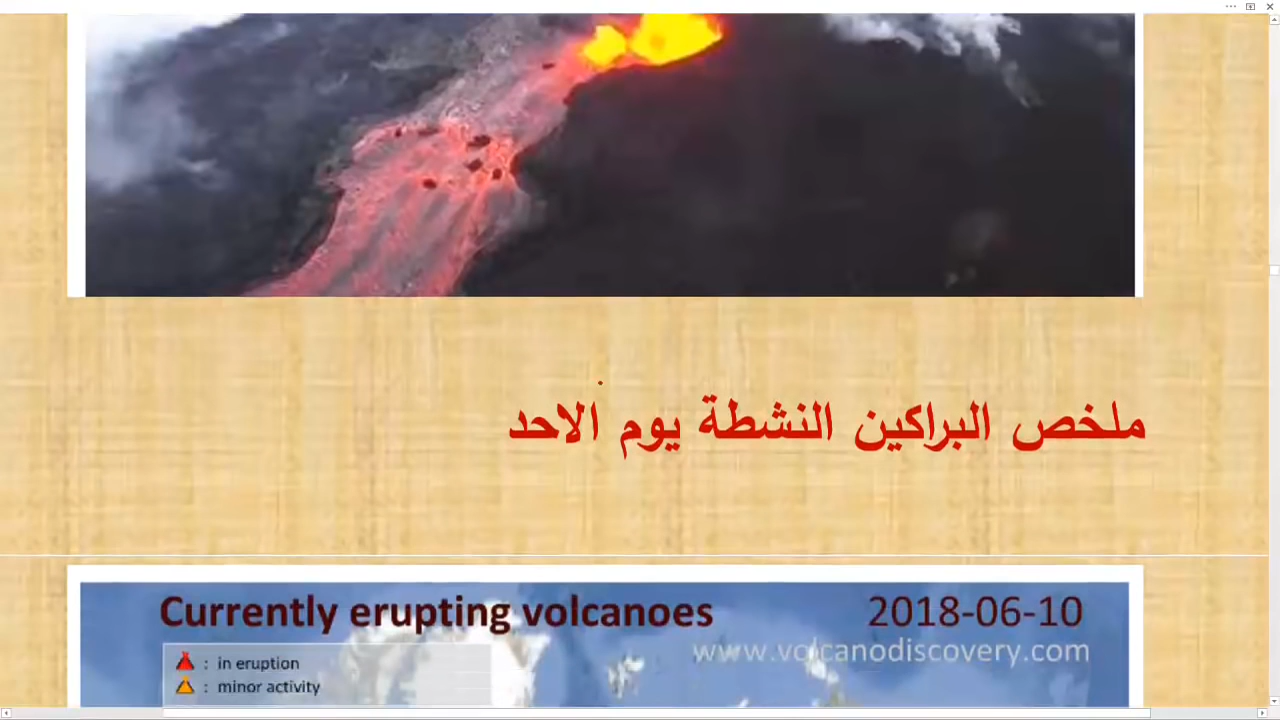 ملخص البراكين النشطة يوم الاحد
Currently erupting volcanoes 2018-06-10
www.volcanodiscovery.com
: in eruption
: minor activity